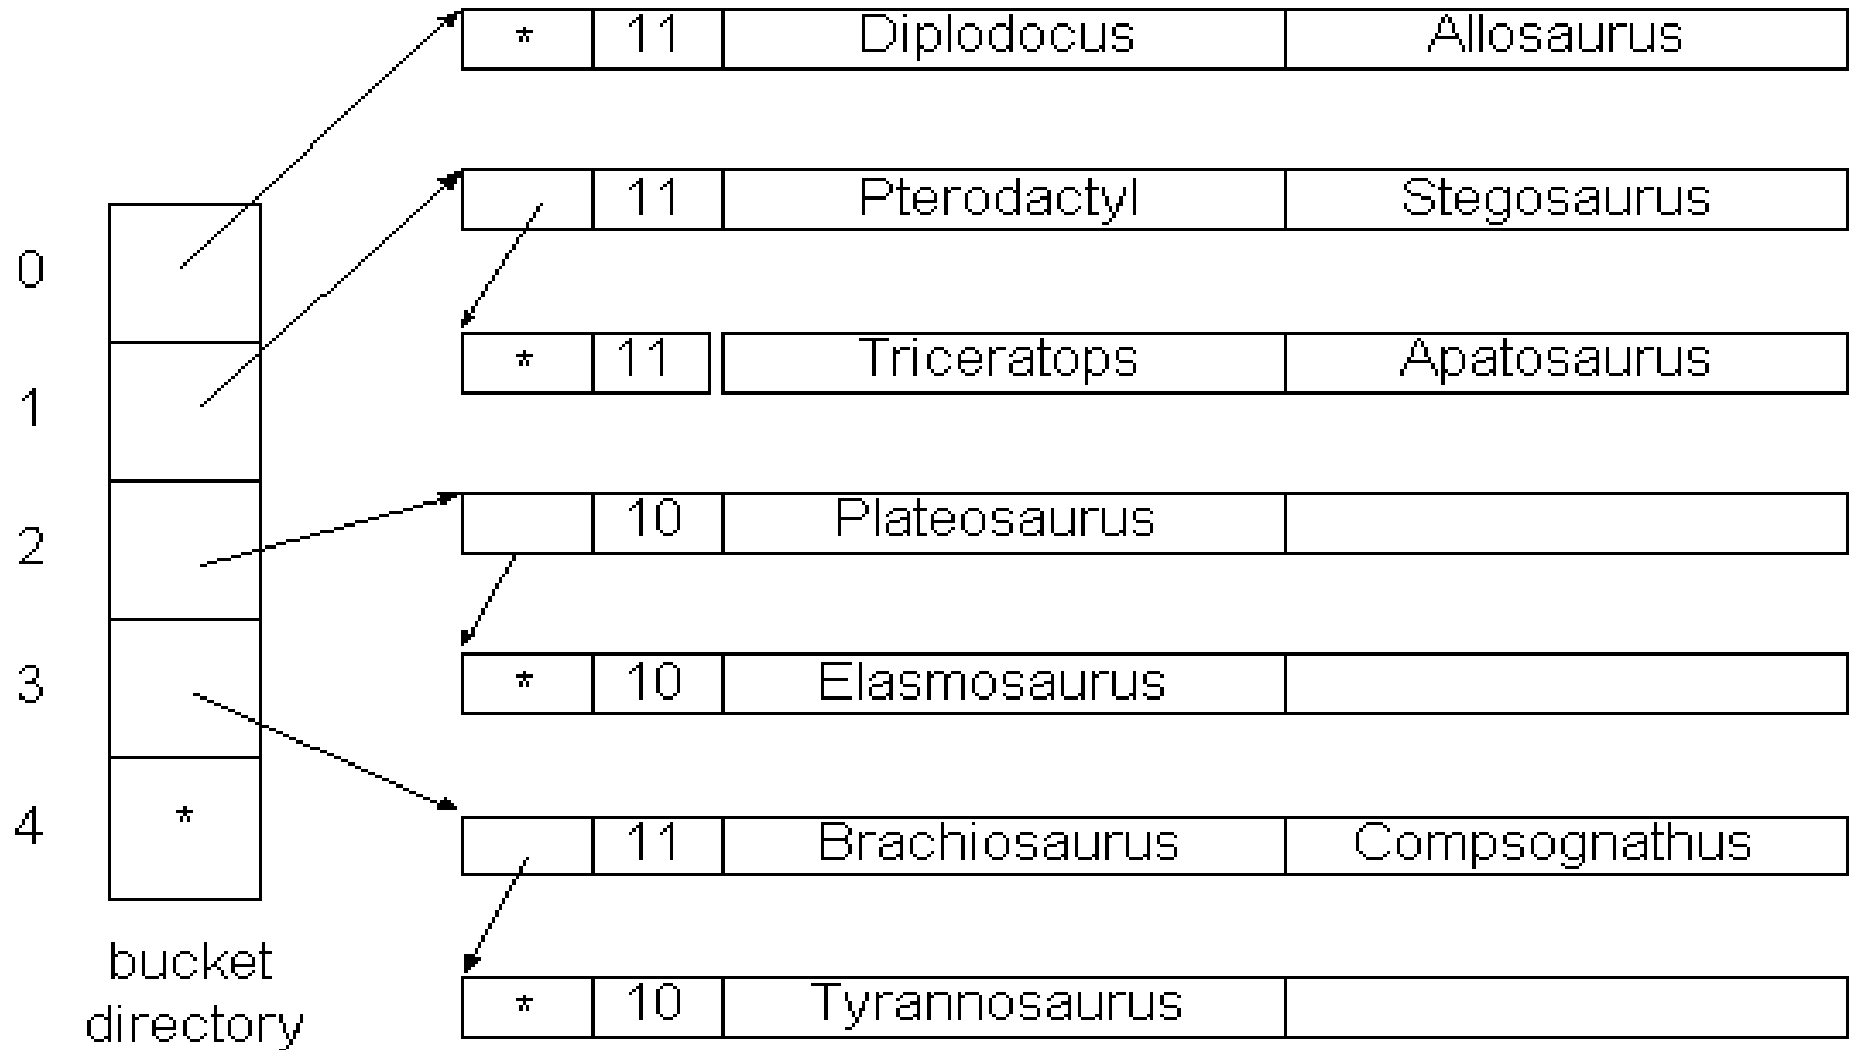 * 11 Diplodocus Allosaurus
11 Pterodactyl Stegosaurus
0
* 11 Triceratops Apatosaurus
1
10 Plateosaurus
2
* 10 Elasmosaurus
3
11 Brachiosaurus Compsognathus
4 *
bucket
directory
* 10 Tyrannosaurus